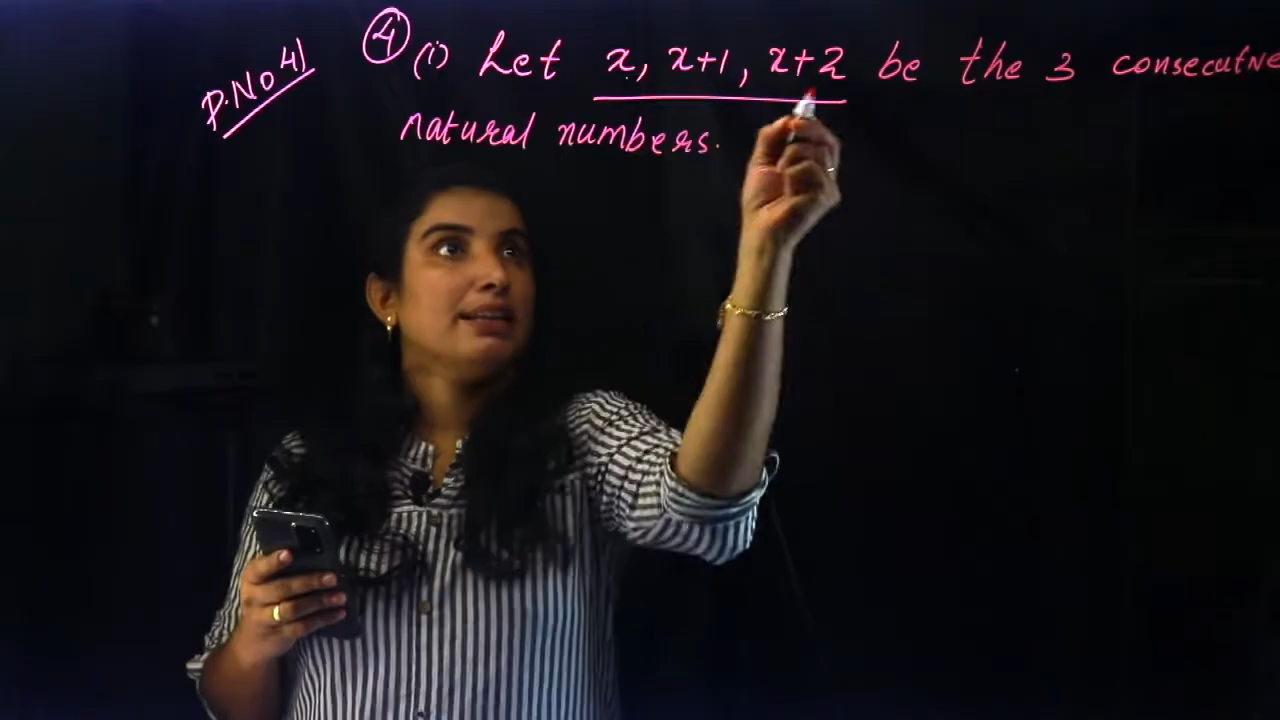 P.No 41
④ (i) Let x, x+1, x+2 be the 3 consecutive
natural numbers.